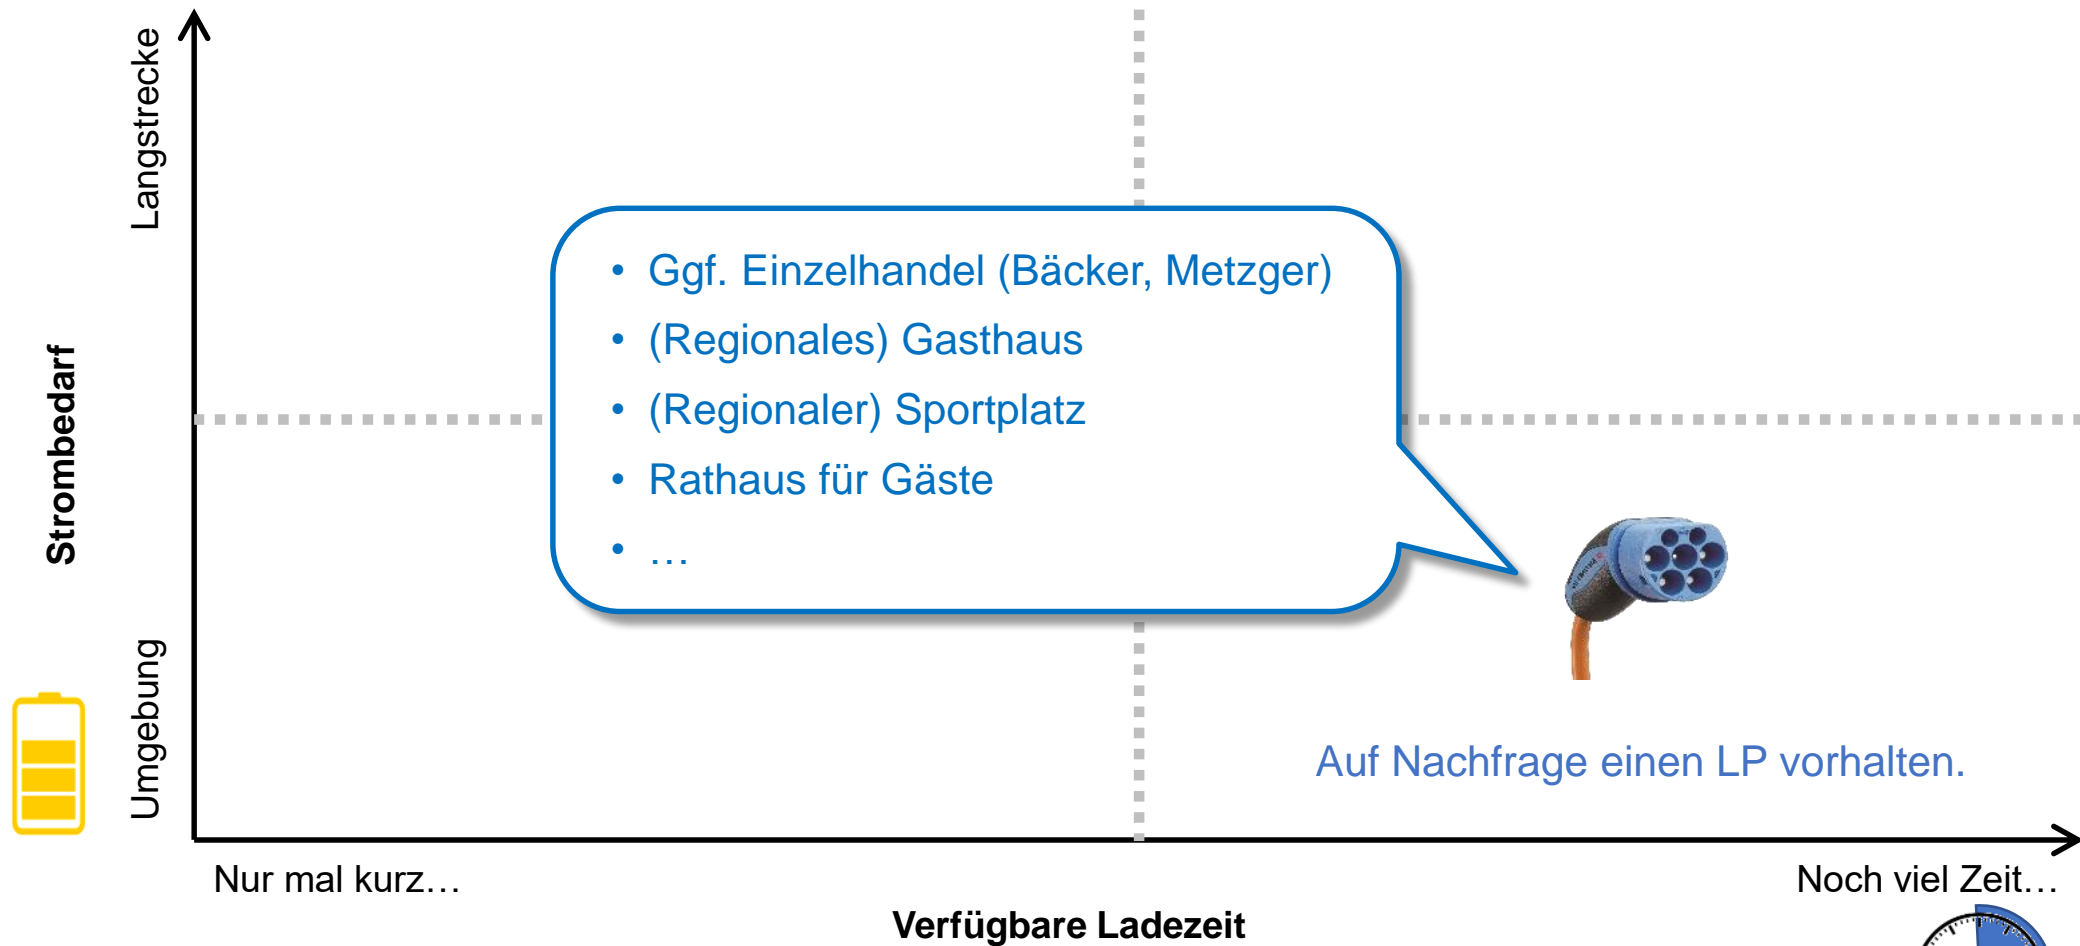 Langstrecke
Strombedarf
Umgebung
• Ggf. Einzelhandel (Bäcker, Metzger)
• (Regionales) Gasthaus
• (Regionaler) Sportplatz
• Rathaus für Gäste
• …
Auf Nachfrage einen LP vorhalten.
Nur mal kurz…
Noch viel Zeit…
Verfügbare Ladezeit